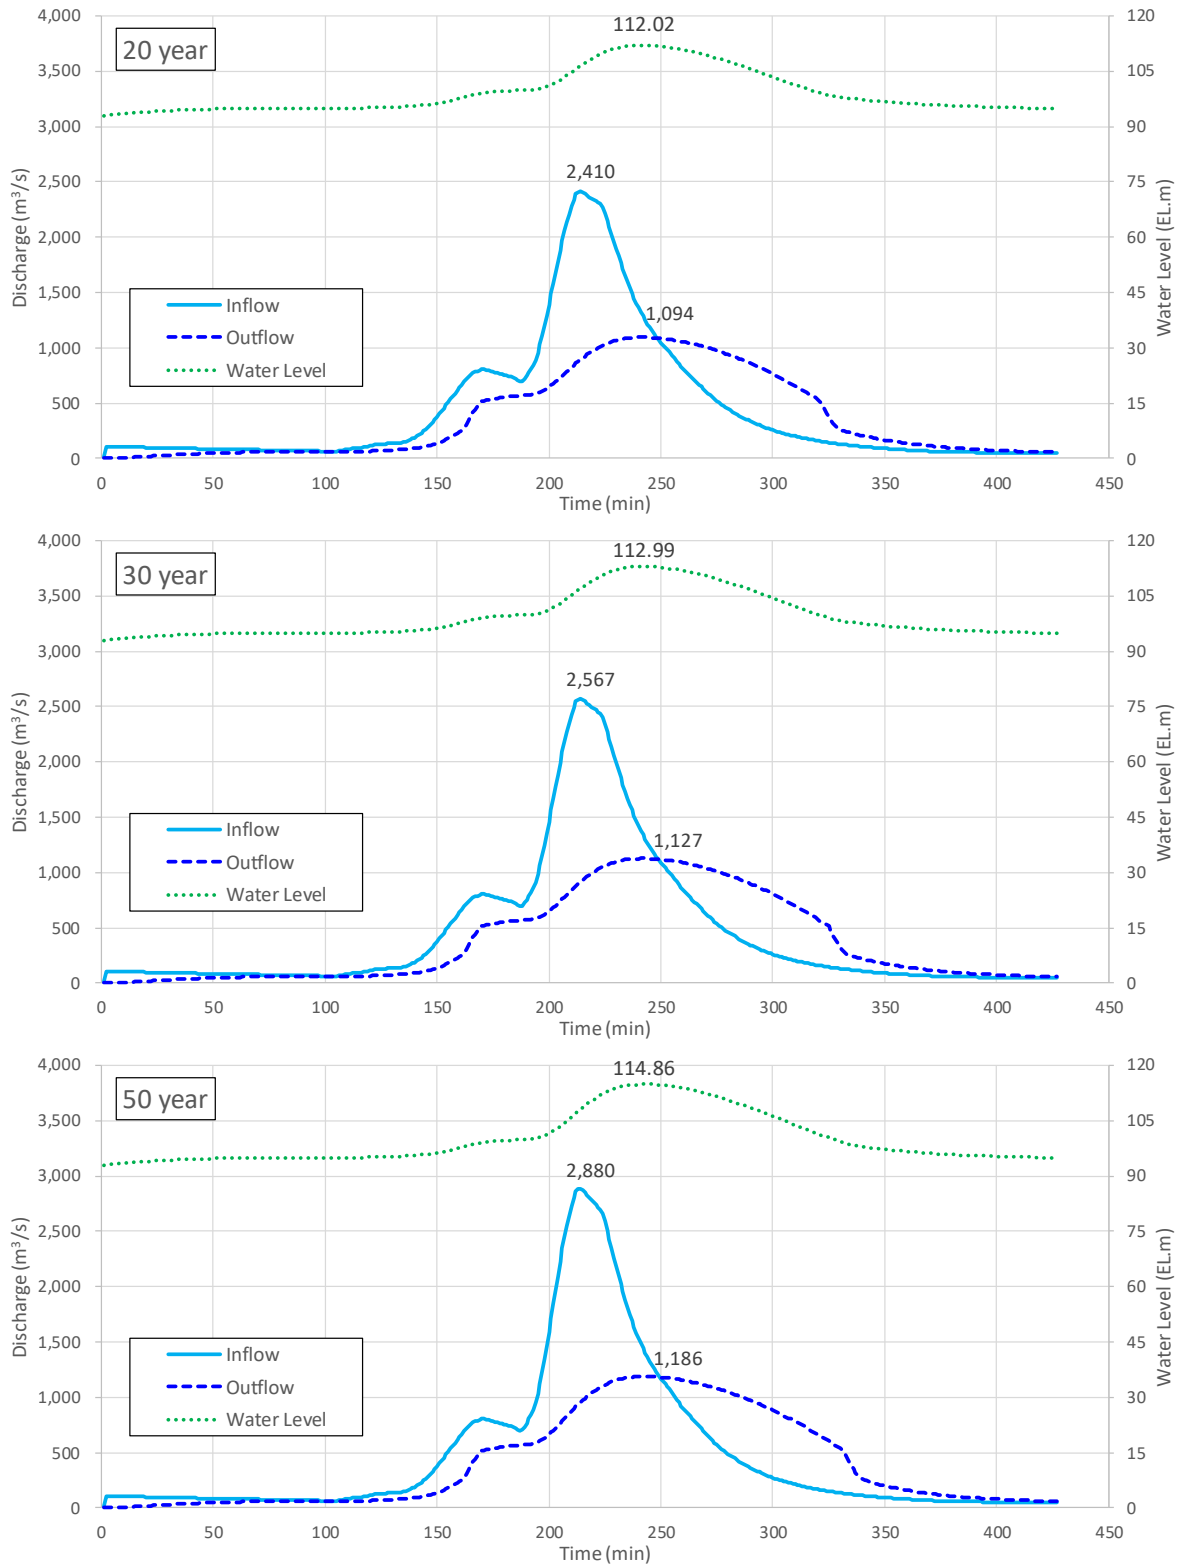 20 year
112.02
2,410
1,094
Inflow
Outflow
Water Level
4,000
3,500
3,000
2,500
2,000
1,500
1,000
500
0
120
105
90
75
60
45
30
15
0
0 50 100 150 200 250 300 350 400 450
Discharge (m³/s)
Water Level (EL.m)
Time (min)
30 year
112.99
2,567
1,127
Inflow
Outflow
Water Level
4,000
3,500
3,000
2,500
2,000
1,500
1,000
500
0
120
105
90
75
60
45
30
15
0
0 50 100 150 200 250 300 350 400 450
Discharge (m³/s)
Water Level (EL.m)
Time (min)
50 year
114.86
2,880
1,186
Inflow
Outflow
Water Level
4,000
3,500
3,000
2,500
2,000
1,500
1,000
500
0
120
105
90
75
60
45
30
15
0
0 50 100 150 200 250 300 350 400 450
Discharge (m³/s)
Water Level (EL.m)
Time (min)